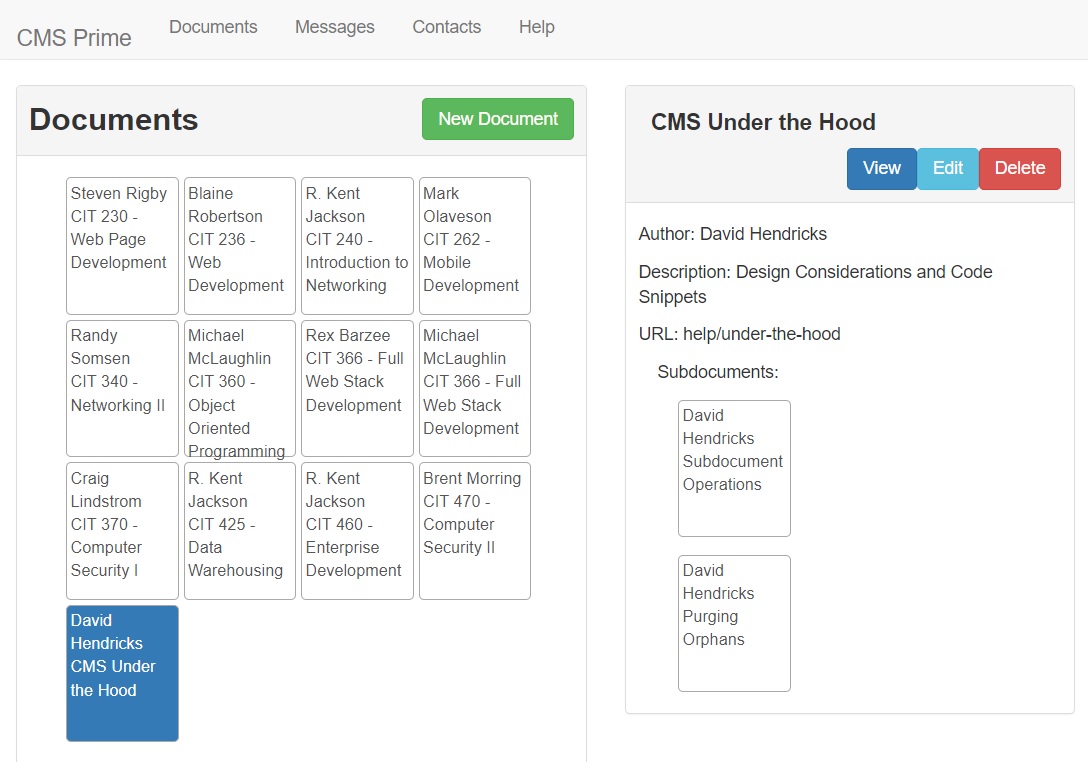 CMS Prime
Documents
Messages
Contacts
Help
Documents
New Document
Steven Rigby
CIT 230 -
Web Page
Development
Blaine
Robertson
CIT 236 -
Web
Development
R. Kent
Jackson
CIT 240 -
Introduction to
Networking
Mark
Olaveson
CIT 262 -
Mobile
Development
Randy
Somsen
CIT 340 -
Networking II
Michael
McLaughlin
CIT 360 -
Object
Oriented
Programming
Rex Barzee
CIT 366 - Full
Web Stack
Development
Michael
McLaughlin
CIT 366 - Full
Web Stack
Development
Craig
Lindstrom
CIT 370 -
Computer
Security I
R. Kent
Jackson
CIT 425 -
Data
Warehousing
R. Kent
Jackson
CIT 460 -
Enterprise
Development
Brent Morring
CIT 470 -
Computer
Security II
David
Hendricks
CMS Under
the Hood
CMS Under the Hood
View
Edit
Delete
Author: David Hendricks
Description: Design Considerations and Code
Snippets
URL: help/under-the-hood
Subdocuments:
David
Hendricks
Subdocument
Operations
David
Hendricks
Purging
Orphans